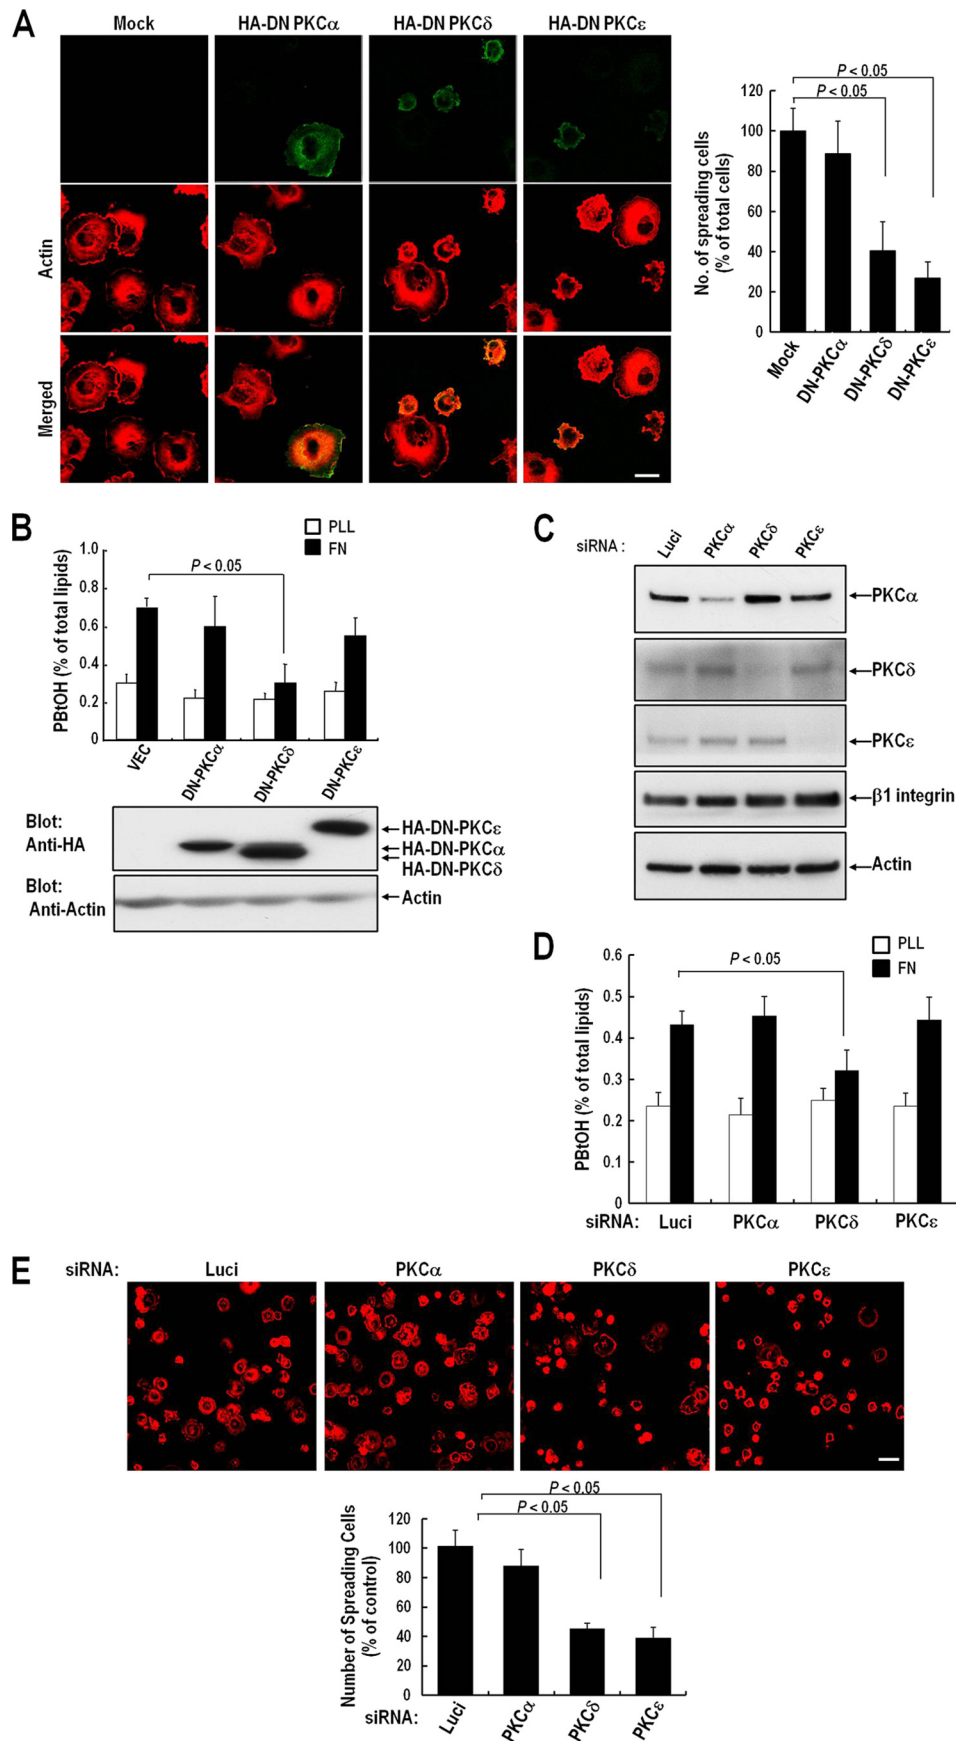 A
Mock HA-DN PKCα HA-DN PKCδ HA-DN PKCε
Actin
Merged
P < 0.05
P < 0.05
No. of spreading cells
(% of total cells)
120
100
80
60
40
20
0
Mock DN-PKCα DN-PKCδ DN-PKCε
B
PLL
FN
P < 0.05
PBtOH (% of total lipids)
1.0
0.8
0.6
0.4
0.2
0
VEC DN-PKCα DN-PKCδ DN-PKCε
Blot:
Anti-HA
HA-DN-PKCε
HA-DN-PKCα
HA-DN-PKCδ
Blot:
Anti-Actin
Actin
C
siRNA : Luci PKCα PKCδ PKCε
PKCα
PKCδ
PKCε
β1 integrin
Actin
D
PLL
FN
P < 0.05
PBtOH (% of total lipids)
0.6
0.5
0.4
0.3
0.2
0.1
0
siRNA: Luci PKCα PKCδ PKCε
E
siRNA: Luci PKCα PKCδ PKCε
P < 0.05
P < 0.05
Number of Spreading Cells
(% of control)
120
100
80
60
40
20
0
siRNA: Luci PKCα PKCδ PKCε